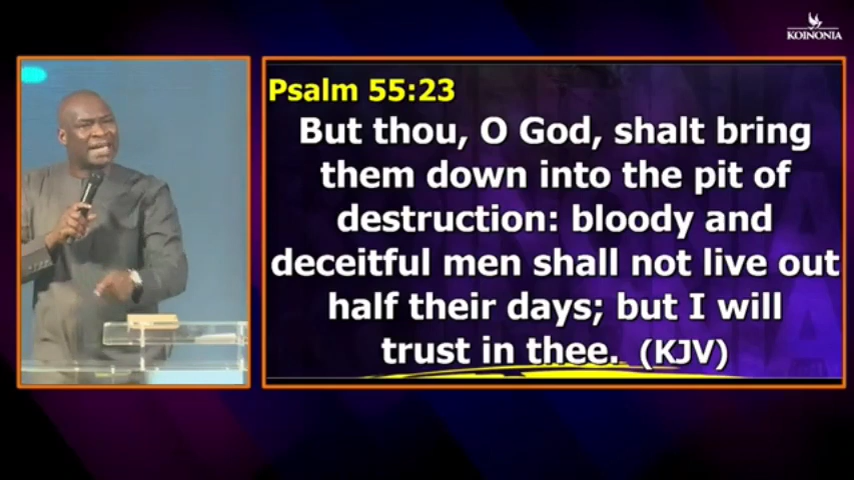 KOINONIA
Psalm 55:23
But thou, O God, shalt bring
them down into the pit of
destruction: bloody and
deceitful men shall not live out
half their days; but I will
trust in thee. (KJV)